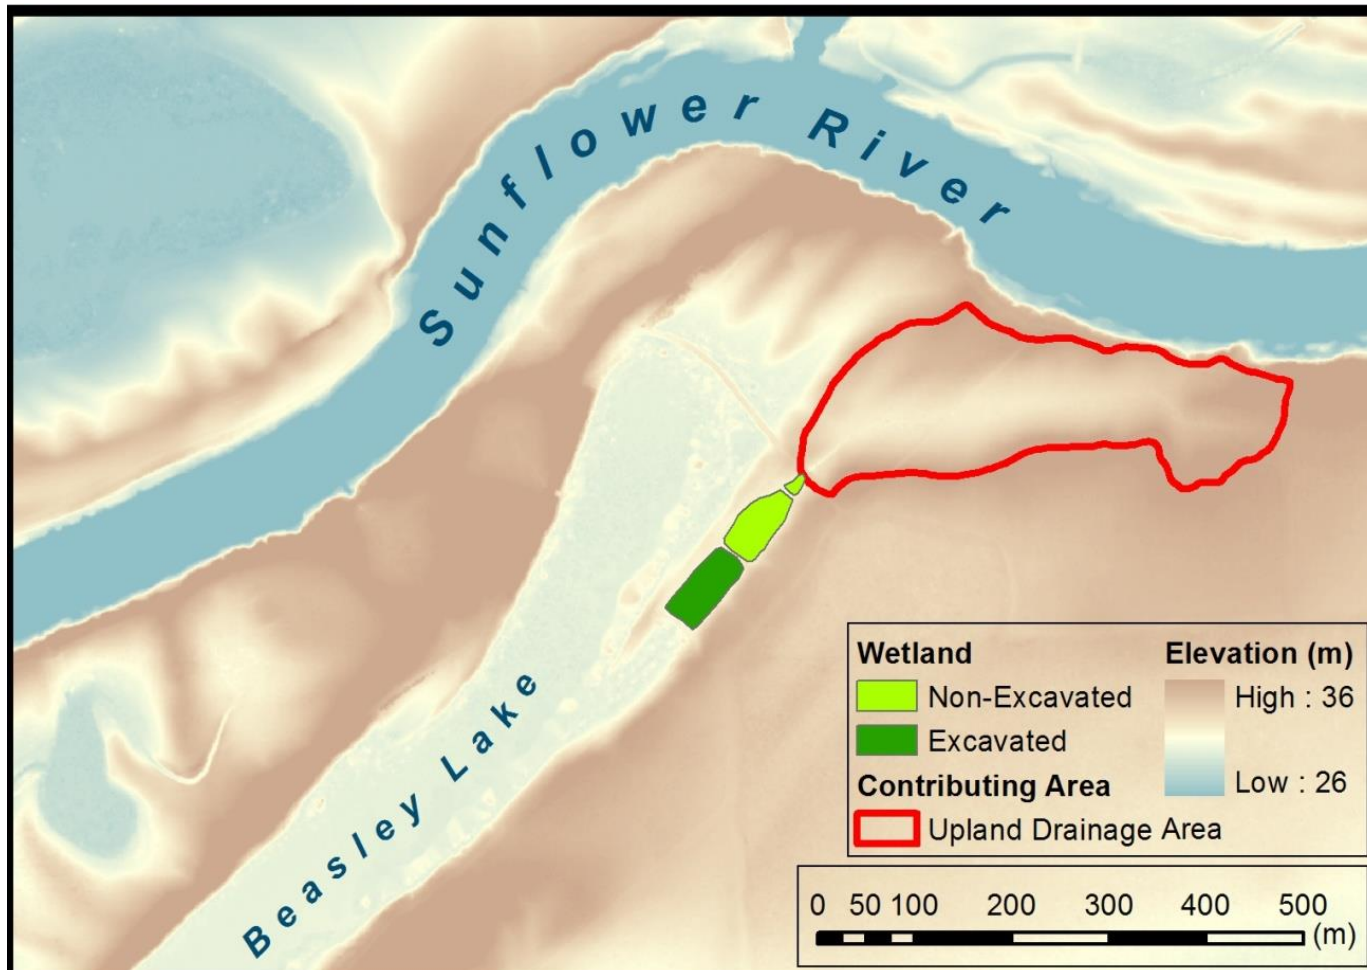 Sunflower River
Beasley Lake
Wetland
Non-Excavated
Excavated
Contributing Area
Upland Drainage Area
Elevation (m)
High : 36
Low : 26
0 50 100 200 300 400 500
(m)